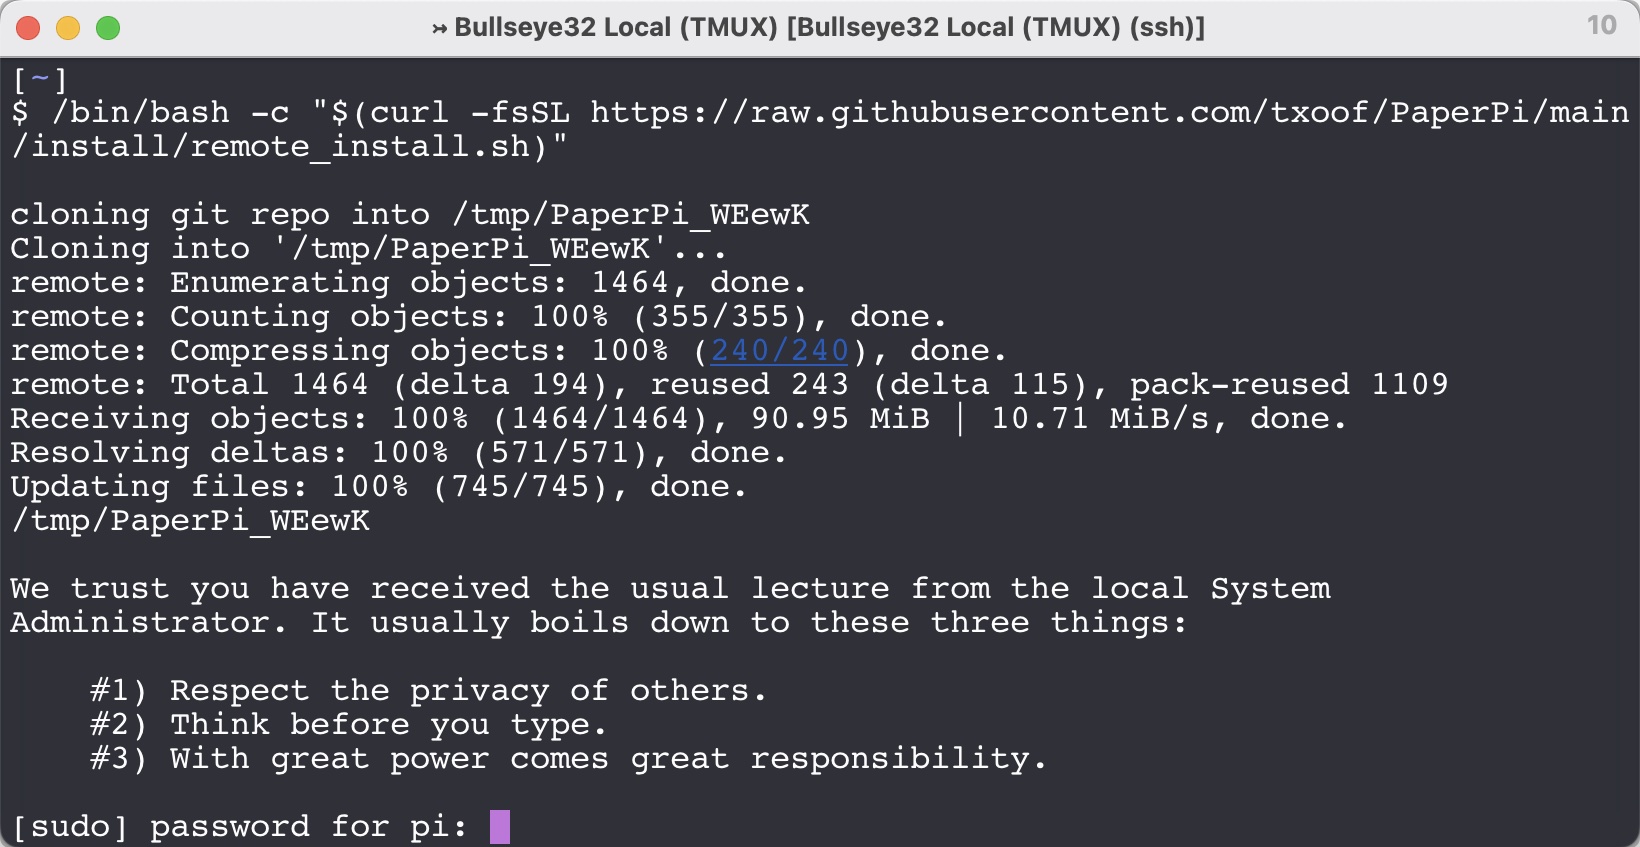 ↣ Bullseye32 Local (TMUX) [Bullseye32 Local (TMUX) (ssh)]
10
[~]
$ /bin/bash -c "$(curl -fsSL https://raw.githubusercontent.com/txoof/PaperPi/main
/install/remote_install.sh)"
cloning git repo into /tmp/PaperPi_WEewK
Cloning into '/tmp/PaperPi_WEewK'...
remote: Enumerating objects: 1464, done.
remote: Counting objects: 100% (355/355), done.
remote: Compressing objects: 100% (240/240), done.
remote: Total 1464 (delta 194), reused 243 (delta 115), pack-reused 1109
Receiving objects: 100% (1464/1464), 90.95 MiB | 10.71 MiB/s, done.
Resolving deltas: 100% (571/571), done.
Updating files: 100% (745/745), done.
/tmp/PaperPi_WEewK
We trust you have received the usual lecture from the local System
Administrator. It usually boils down to these three things:
#1) Respect the privacy of others.
#2) Think before you type.
#3) With great power comes great responsibility.
[sudo] password for pi: